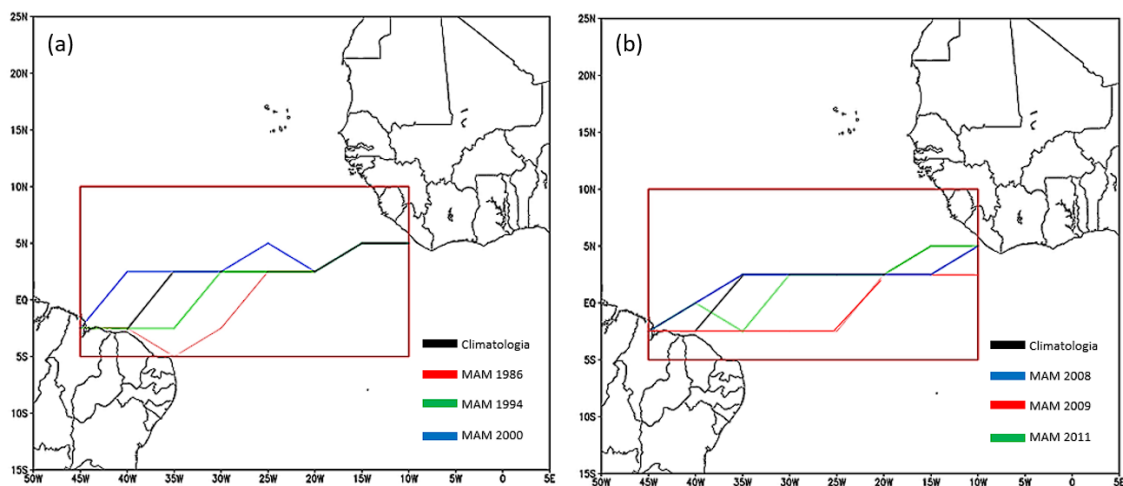 (a)
25N
20N
15N
10N
5N
EQ
5S
10S
15S
50W 45W 40W 35W 30W 25W 20W 15W 10W 5W 0 5E
Climatologia
MAM 1986
MAM 1994
MAM 2000
(b)
25N
20N
15N
10N
5N
EQ
5S
10S
15S
50W 45W 40W 35W 30W 25W 20W 15W 10W 5W 0 5E
Climatologia
MAM 2008
MAM 2009
MAM 2011